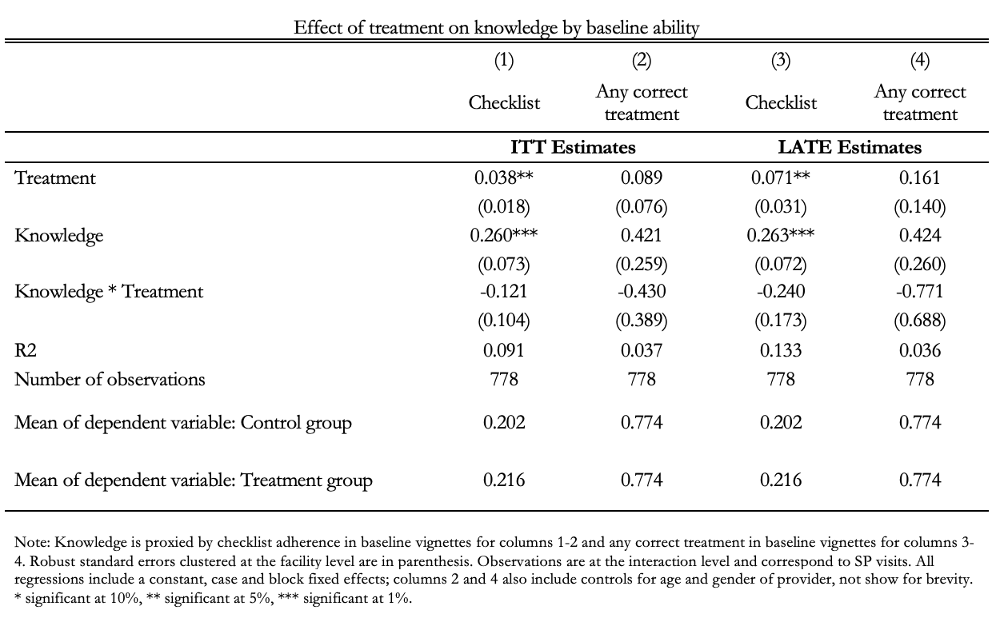 Effect of treatment on knowledge by baseline ability
(1) (2) (3) (4)
Checklist Any correct treatment Checklist Any correct treatment
ITT Estimates LATE Estimates
Treatment 0.038** 0.089 0.071** 0.161
(0.018) (0.076) (0.031) (0.140)
Knowledge 0.260*** 0.421 0.263*** 0.424
(0.073) (0.259) (0.072) (0.260)
Knowledge * Treatment -0.121 -0.430 -0.240 -0.771
(0.104) (0.389) (0.173) (0.688)
R2 0.091 0.037 0.133 0.036
Number of observations 778 778 778 778
Mean of dependent variable: Control group 0.202 0.774 0.202 0.774
Mean of dependent variable: Treatment group 0.216 0.774 0.216 0.774
Note: Knowledge is proxied by checklist adherence in baseline vignettes for columns 1-2 and any correct treatment in baseline vignettes for columns 3-
4. Robust standard errors clustered at the facility level are in parenthesis. Observations are at the interaction level and correspond to SP visits. All
regressions include a constant, case and block fixed effects; columns 2 and 4 also include controls for age and gender of provider, not show for brevity.
* significant at 10%, ** significant at 5%, *** significant at 1%.